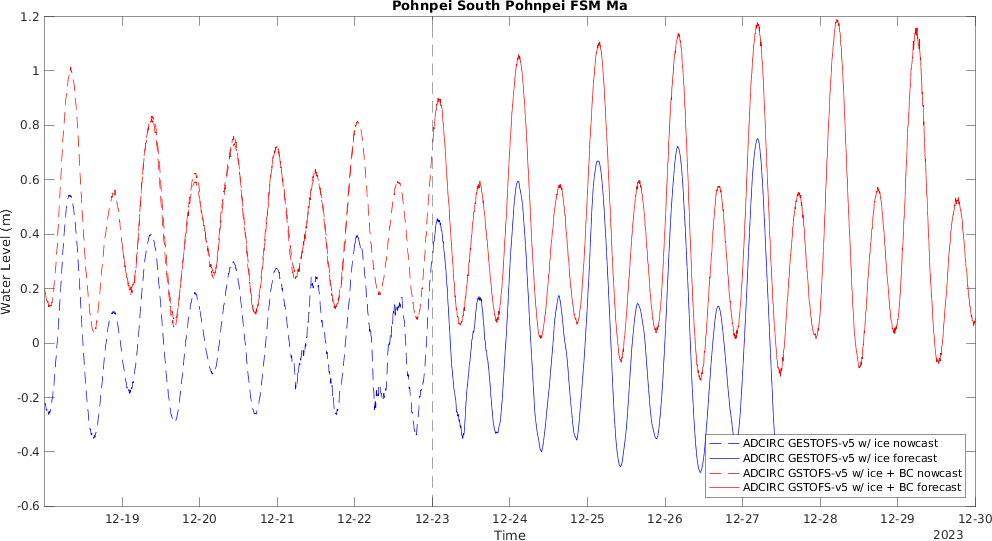 Pohnpei South Pohnpei FSM Ma
1.2
1
0.8
0.6
0.4
0.2
0
-0.2
-0.4
-0.6
Water Level (m)
ADCIRC GESTOFS-v5 w/ ice nowcast
ADCIRC GESTOFS-v5 w/ ice forecast
ADCIRC GSTOFS-v5 w/ ice + BC nowcast
ADCIRC GSTOFS-v5 w/ ice + BC forecast
12-19 12-20 12-21 12-22 12-23 12-24 12-25 12-26 12-27 12-28 12-29 12-30
Time
2023